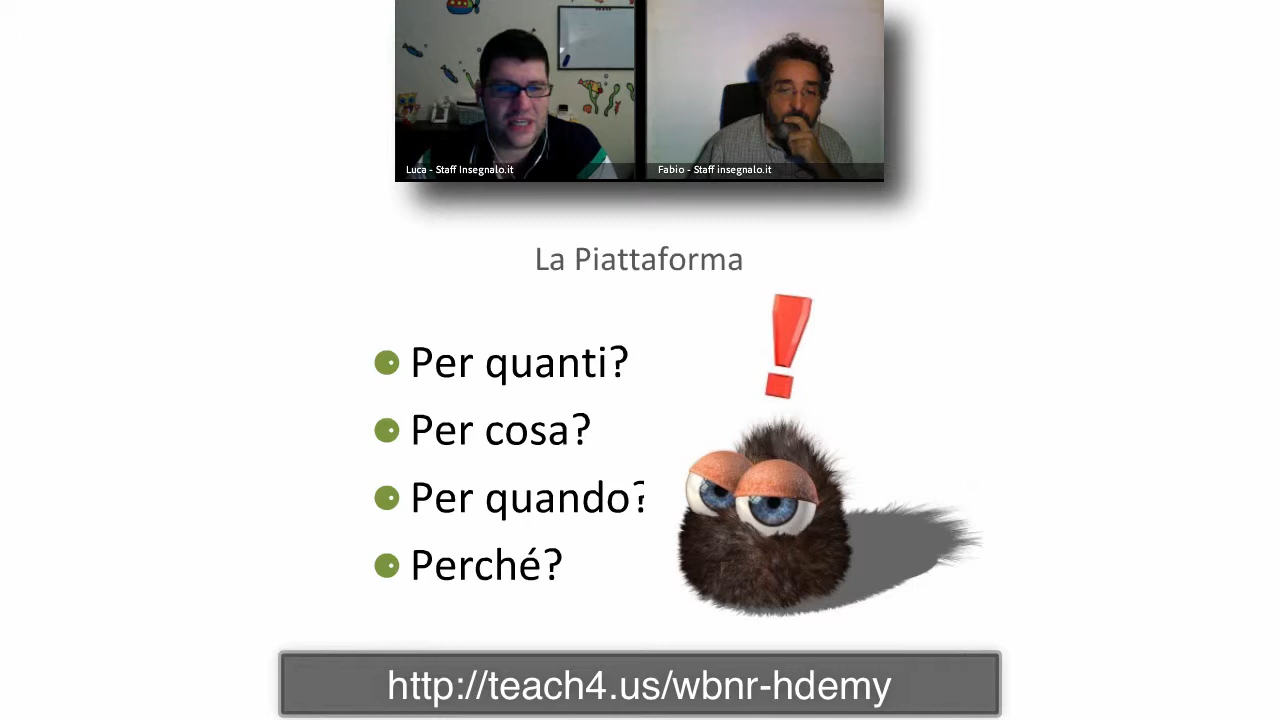 Luca - Staff Insegnalo.it
Fabio - Staff insegnalo.it
La Piattaforma
Per quanti?
Per cosa?
Per quando?
Perché?
http://teach4.us/wbnr-hdemy